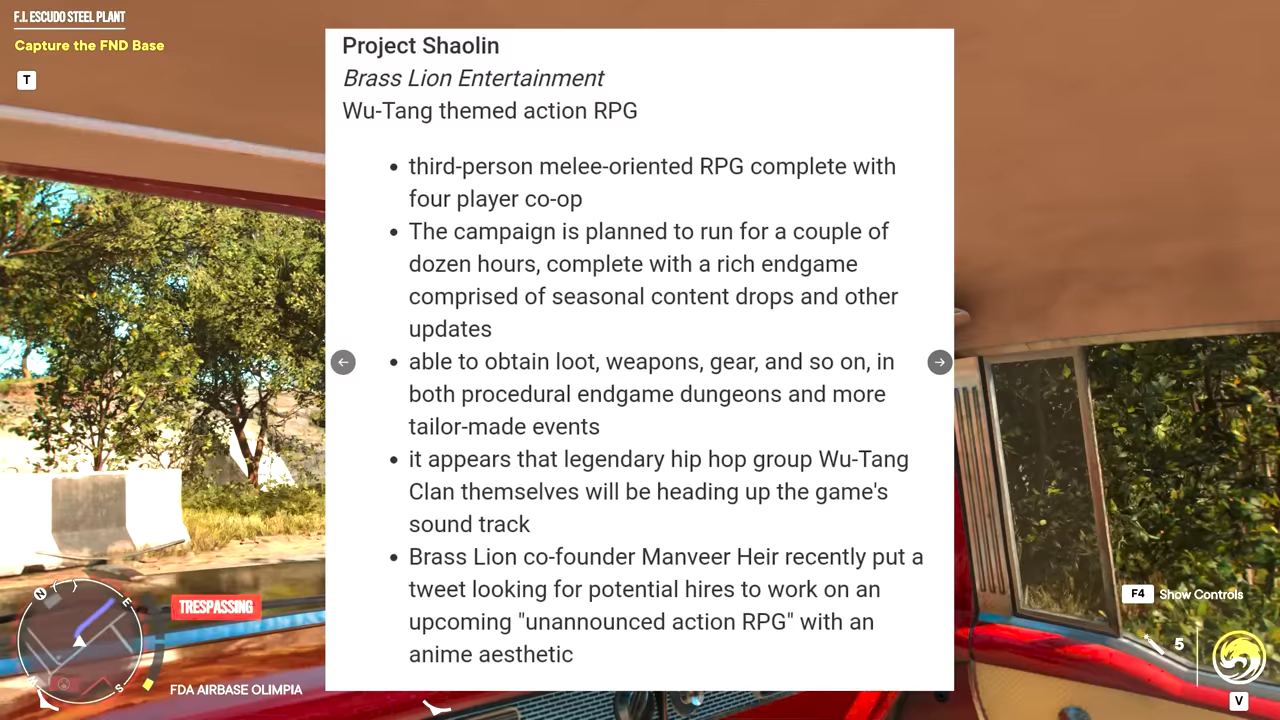 F.I. ESCUDO STEEL PLANT
Capture the FND Base
T
Project Shaolin
Brass Lion Entertainment
Wu-Tang themed action RPG
• third-person melee-oriented RPG complete with
four player co-op
• The campaign is planned to run for a couple of
dozen hours, complete with a rich endgame
comprised of seasonal content drops and other
updates
• able to obtain loot, weapons, gear, and so on, in
both procedural endgame dungeons and more
tailor-made events
• it appears that legendary hip hop group Wu-Tang
Clan themselves will be heading up the game's
sound track
• Brass Lion co-founder Manveer Heir recently put a
tweet looking for potential hires to work on an
upcoming "unannounced action RPG" with an
anime aesthetic
N
E
S
W
TRESPASSING
FDA AIRBASE OLIMPIA
F4 Show Controls
5
V